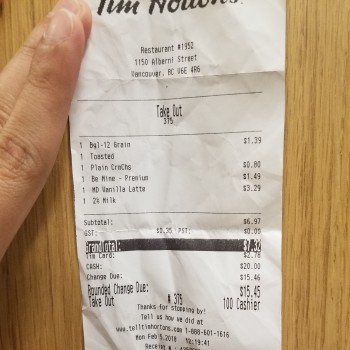 Tim Hortons.
Restaurant #1952
1150 Alberni Street
Vancouver, BC V6E 4R6
Take Out
375
1 Bgl-12 Grain $1.39
1 Toasted
1 Plain CrmChs $0.80
1 Be Mine - Premium $1.49
1 MD Vanilla Latte $3.29
1 2% Milk
Subtotal: $6.97
GST: $0.35 PST: $0.00
GrandTotal: $7.32
Tim Card: $2.78
CASH: $20.00
Change Due: $15.46
Rounded Change Due: $15.45
Take Out # 375 100 Cashier
Thanks for stopping by!
Tell us how we did at
www.telltimhortons.com 1-888-601-1616
Mon Feb 5,2018 12:19:41
Receipt #